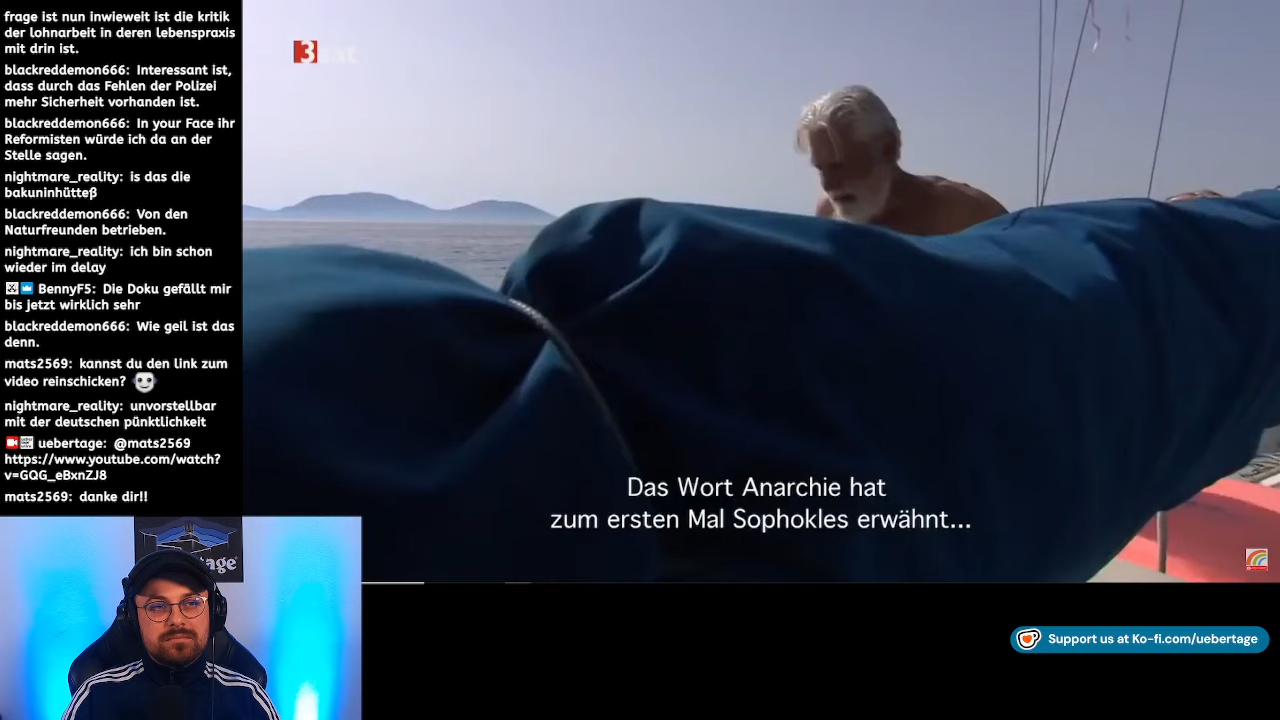 frage ist nun inwieweit ist die kritik
der lohnarbeit in deren lebenspraxis
mit drin ist.
blackreddemon666: Interessant ist,
dass durch das Fehlen der Polizei
mehr Sicherheit vorhanden ist.
blackreddemon666: In your Face ihr
Reformisten würde ich da an der
Stelle sagen.
nightmare_reality: is das die
bakuninhütteß
blackreddemon666: Von den
Naturfreunden betrieben.
nightmare_reality: ich bin schon
wieder im delay
BennyF5: Die Doku gefällt mir
bis jetzt wirklich sehr
blackreddemon666: Wie geil ist das
denn.
mats2569: kannst du den link zum
video reinschicken?
nightmare_reality: unvorstellbar
mit der deutschen pünktlichkeit
uebertage: @mats2569
https://www.youtube.com/watch?
v=GQG_eBxnZJ8
mats2569: danke dir!!
3sat
Das Wort Anarchie hat
zum ersten Mal Sophokles erwähnt...
Support us at Ko-fi.com/uebertage